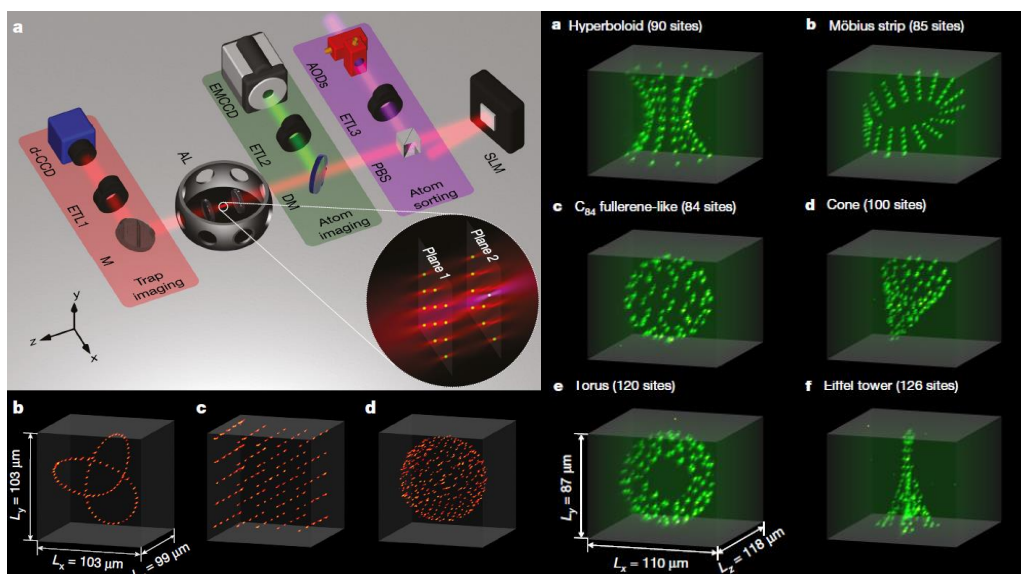 a
d-CCD
ETL1
M
Trap
imaging
AL
EMCCD
ETL2
DM
Atom
imaging
AODs
ETL3
PBS
Atom
sorting
SLM
Plane 1
Plane 2
y
z
x
b
c
d
Ly = 103 μm
Lx = 103 μm
= 99 μm
a Hyperboloid (90 sites)
b Möbius strip (85 sites)
c C84 fullerene-like (84 sites)
d Cone (100 sites)
e Torus (120 sites)
f Eiffel tower (126 sites)
Ly = 87 μm
Lx = 110 μm
Lz = 118 μm